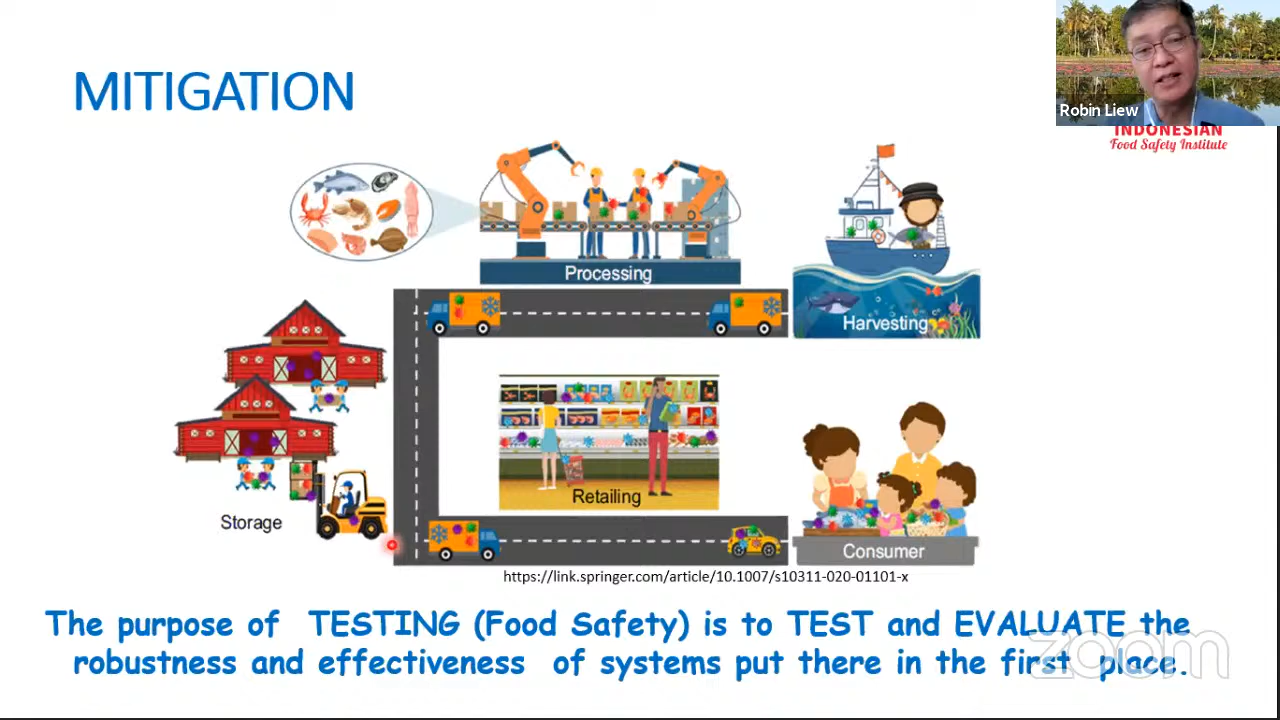 MITIGATION
Robin Liew
INDONESIAN
Food Safety Institute
Processing
Harvesting
Storage
Retailing
Consumer
https://link.springer.com/article/10.1007/s10311-020-01101-x
The purpose of TESTING (Food Safety) is to TEST and EVALUATE the
robustness and effectiveness of systems put there in the first place.
zoom